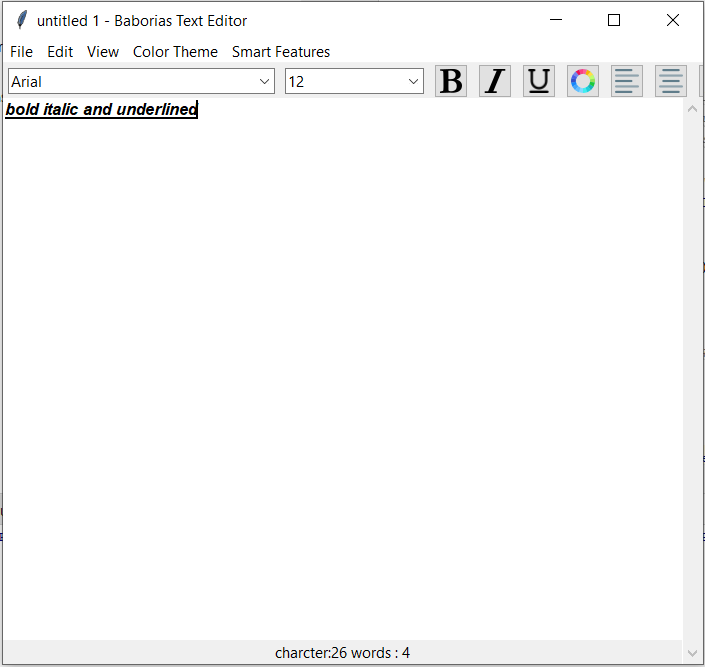 untitled 1 - Baborias Text Editor
File Edit View Color Theme Smart Features
Arial 12 B I U
bold italic and underlined
charcter:26 words : 4